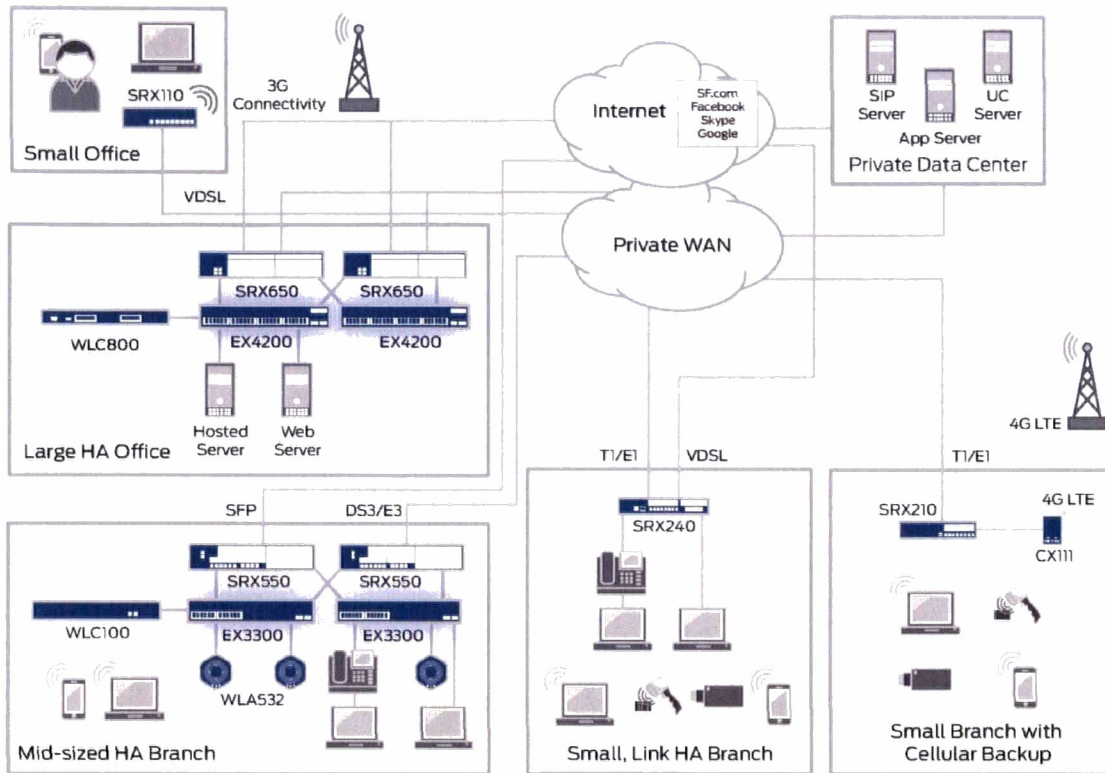 SRX110
Small Office
3G
Connectivity
Internet
SF.com
Facebook
Skype
Google
SIP
Server
App Server
UC
Server
Private Data Center
VDSL
Private WAN
SRX650
SRX650
WLC800
EX4200
EX4200
Hosted
Server
Web
Server
Large HA Office
4G LTE
SFP
DS3/E3
T1/E1
VDSL
T1/E1
SRX550
SRX550
WLC100
EX3300
EX3300
WLA532
Mid-sized HA Branch
SRX240
Small, Link HA Branch
SRX210
4G LTE
CX111
Small Branch with
Cellular Backup